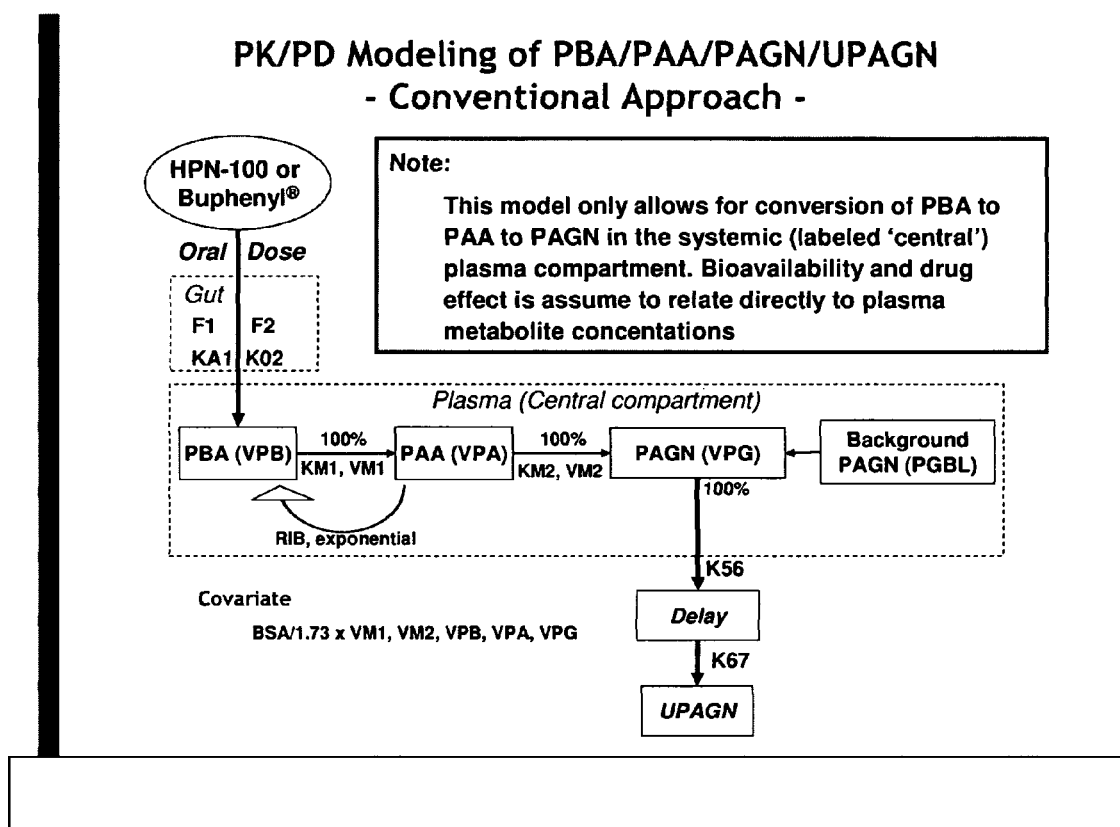 PK/PD Modeling of PBA/PAA/PAGN/UPAGN
- Conventional Approach -
HPN-100 or
Buphenyl®
Note:
This model only allows for conversion of PBA to
PAA to PAGN in the systemic (labeled 'central')
plasma compartment. Bioavailability and drug
effect is assume to relate directly to plasma
metabolite concentations
Oral Dose
Gut
F1 F2
KA1 K02
Plasma (Central compartment)
PBA (VPB)
100%
KM1, VM1
PAA (VPA)
100%
KM2, VM2
PAGN (VPG)
Background
PAGN (PGBL)
100%
RIB, exponential
K56
Covariate
BSA/1.73 x VM1, VM2, VPB, VPA, VPG
Delay
K67
UPAGN